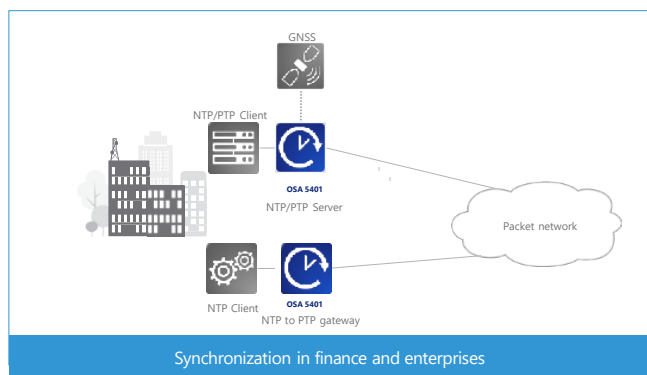 GNSS
NTP/PTP Client
OSA 5401
NTP/PTP Server
Packet network
OSA 5401
NTP Client
NTP to PTP gateway
Synchronization in finance and enterprises